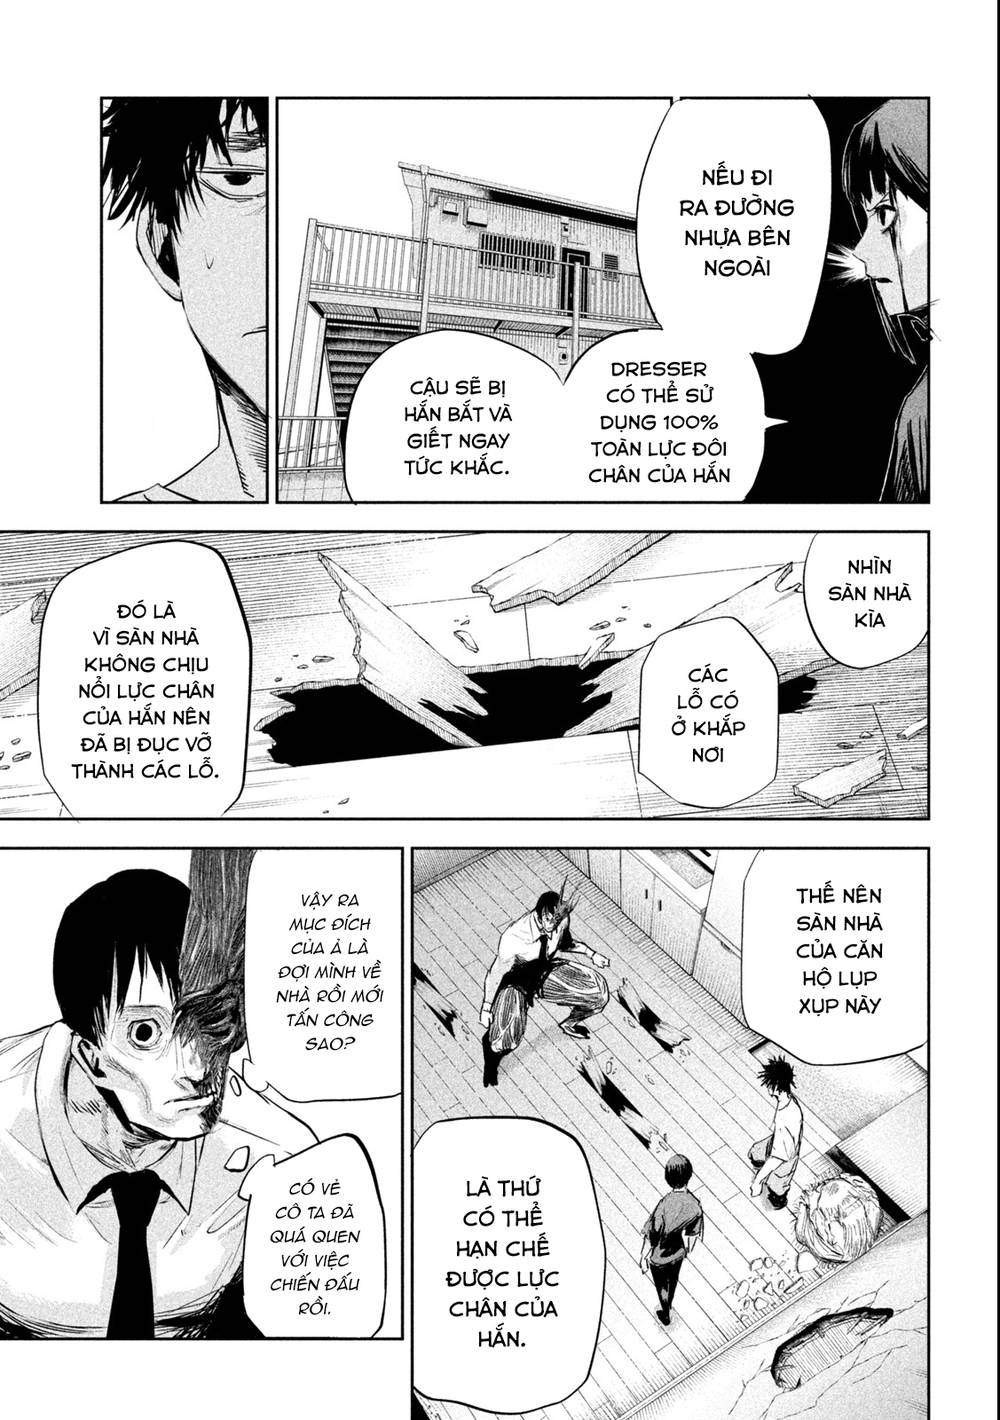 NẾU ĐI
RA ĐƯỜNG
NHỰA BÊN
NGOÀI
DRESSER
CÓ THỂ SỬ
DỤNG 100%
TOÀN LỰC ĐÔI
CHÂN CỦA HẮN
CẬU SẼ BỊ
HẮN BẮT VÀ
GIẾT NGAY
TỨC KHẮC.
NHÌN
SÀN NHÀ
KÌA
CÁC
LỖ CÓ
Ở KHẮP
NƠI
ĐÓ LÀ
VÌ SÀN NHÀ
KHÔNG CHỊU
NỔI LỰC CHÂN
CỦA HẮN NÊN
ĐÃ BỊ ĐỤC VỠ
THÀNH CÁC LỖ.
THẾ NÊN
SÀN NHÀ
CỦA CĂN
HỘ LỤP
XỤP NÀY
LÀ THỨ
CÓ THỂ
HẠN CHẾ
ĐƯỢC LỰC
CHÂN CỦA
HẮN.
VẬY RA
MỤC ĐÍCH
CỦA Ả LÀ
ĐỢI MÌNH VỀ
NHÀ RỒI MỚI
TẤN CÔNG
SAO?
CÓ VẺ
CÔ TA ĐÃ
QUÁ QUEN
VỚI VIỆC
CHIẾN ĐẤU
RỒI.